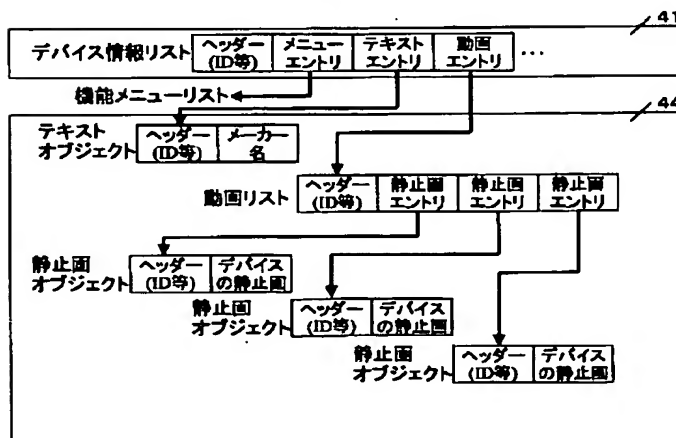 41
デバイス情報リスト ヘッダー (ID等) メニュー エントリ テキスト エントリ 動画 エントリ ・・・
機能メニューリスト
44
テキスト オブジェクト ヘッダー (ID等) メーカー 名
動画リスト ヘッダー (ID等) 静止画 エントリ 静止画 エントリ 静止画 エントリ
静止画 オブジェクト ヘッダー (ID等) デバイス の静止画
静止画 オブジェクト ヘッダー (ID等) デバイス の静止画
静止画 オブジェクト ヘッダー (ID等) デバイス の静止画